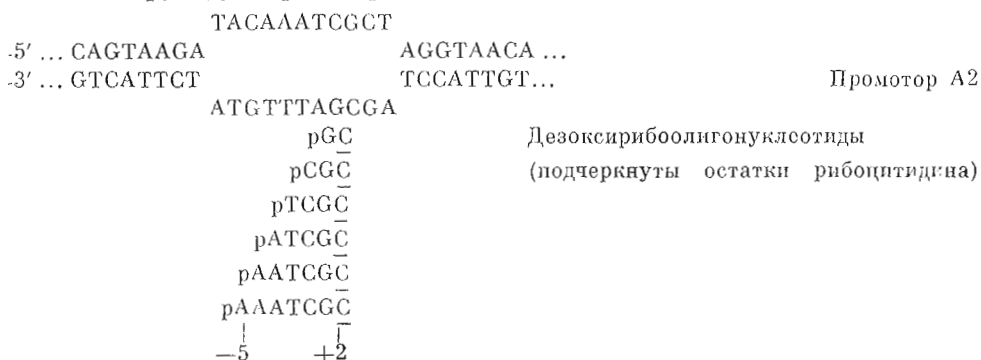 TACAAATCGCT
-5′ ... CAGTAAGA AGGTAACA ...
-3′ ... GTCATTCT TCCATTGT... Промотор А2
ATGTTTAGCGA
pGC Дезоксирибоолигонуклеотиды
pCGC (подчеркнуты остатки рибоцитидина)
pTCGC
pATCGC
pAATCGC
pAAATCGC
—5 +2